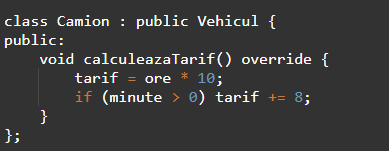 class Camion : public Vehicul {
public:
    void calculeazaTarif() override {
        tarif = ore * 10;
        if (minute > 0) tarif += 8;
    }
};